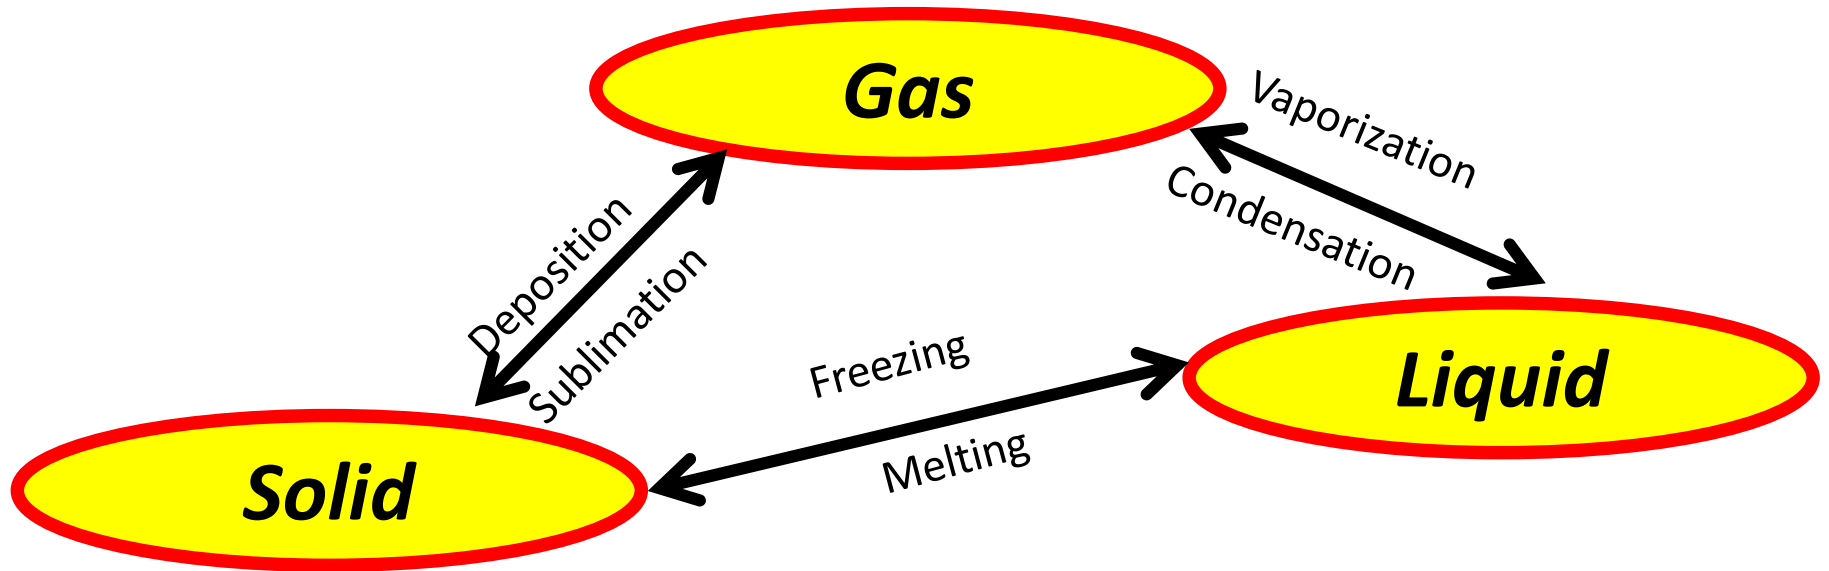 Gas
Vaporization
Condensation
Deposition
Sublimation
Freezing
Melting
Liquid
Solid